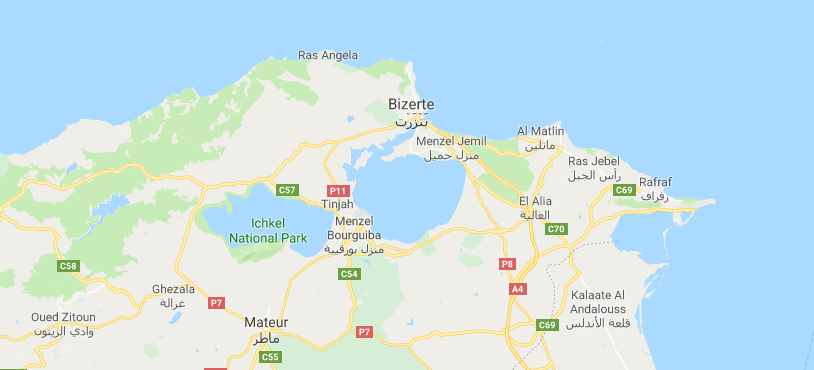 Ras Angela
Bizerte
بنزرت
Menzel Jemil
منزل جميل
Al Matlin
ماتلين
Ras Jebel
رأس الجبل
C69
Rafraf
رفراف
C57
P11
Tinjah
El Alia
العالية
Ichkel
National Park
Menzel
Bourguiba
منزل بورقيبة
C70
C58
C54
P8
Ghezala
غزالة
P7
A4
Kalaate Al
Andalouss
قلعة الأندلس
Oued Zitoun
وادي الزيتون
Mateur
ماطر
P7
C69
C55